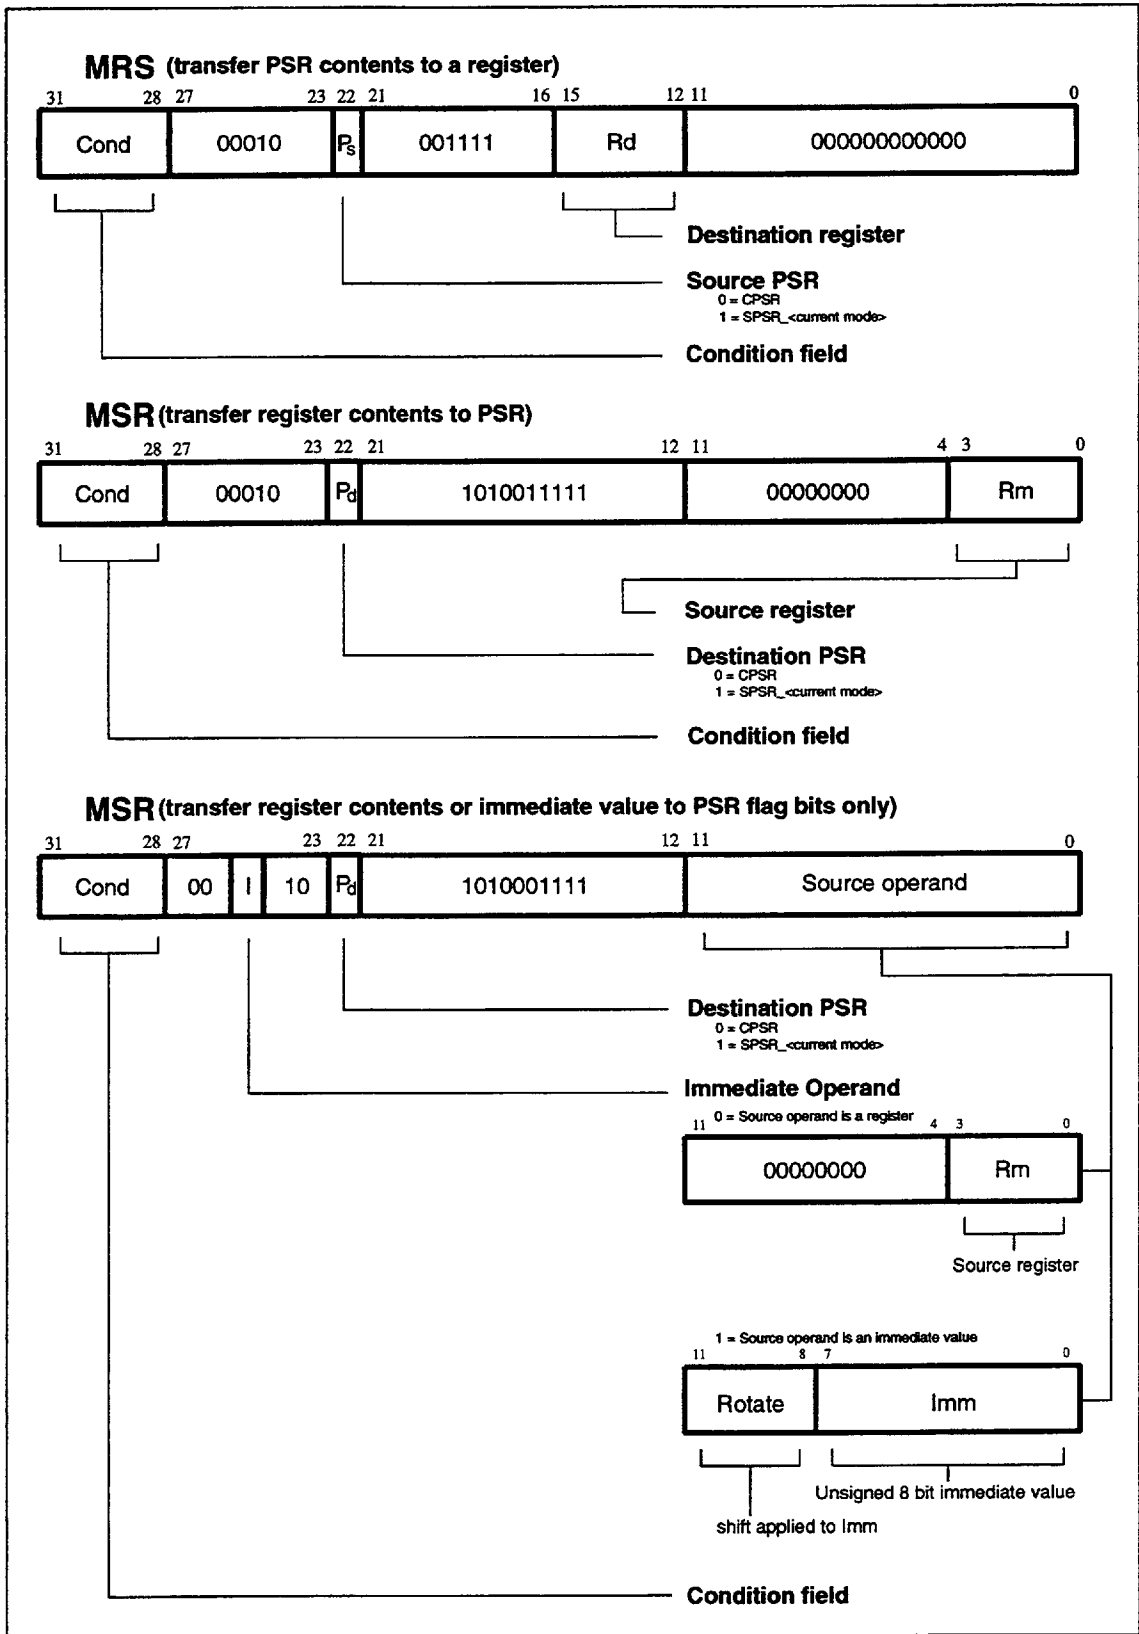 MRS (transfer PSR contents to a register)
31 28 27 23 22 21 16 15 12 11 0
Cond 00010 Ps 001111 Rd 000000000000
Destination register
Source PSR
0 = CPSR
1 = SPSR_<current mode>
Condition field
MSR (transfer register contents to PSR)
31 28 27 23 22 21 12 11 4 3 0
Cond 00010 Pd 1010011111 00000000 Rm
Source register
Destination PSR
0 = CPSR
1 = SPSR_<current mode>
Condition field
MSR (transfer register contents or immediate value to PSR flag bits only)
31 28 27 23 22 21 12 11 0
Cond 00 I 10 Pd 1010001111 Source operand
Destination PSR
0 = CPSR
1 = SPSR_<current mode>
Immediate Operand
0 = Source operand is a register
11 4 3 0
00000000 Rm
Source register
1 = Source operand is an immediate value
11 8 7 0
Rotate Imm
Unsigned 8 bit immediate value
shift applied to Imm
Condition field